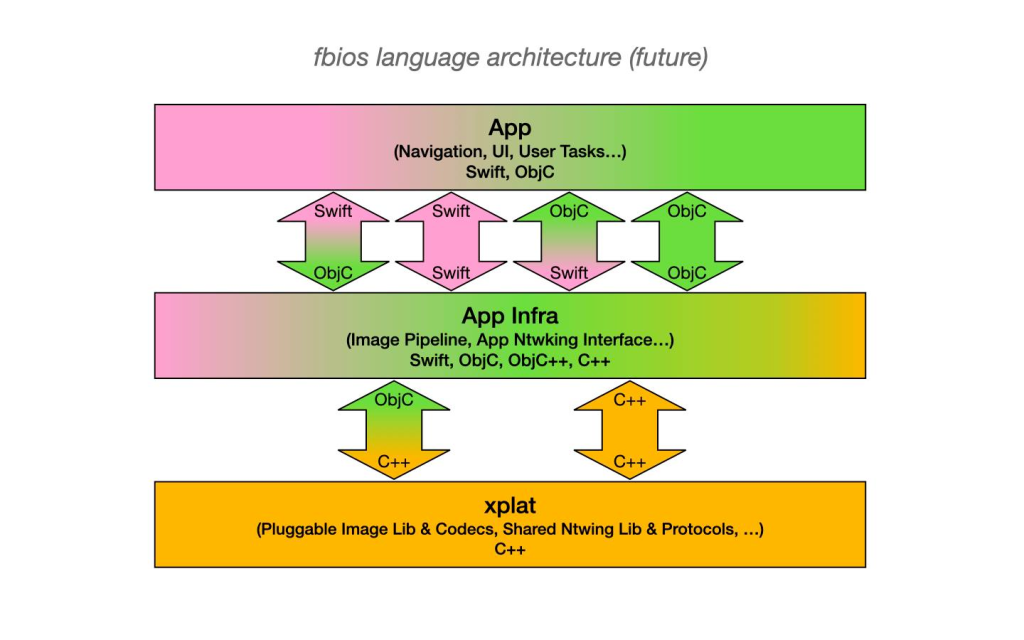 fbios language architecture (future)
App
(Navigation, UI, User Tasks…)
Swift, ObjC
Swift Swift ObjC ObjC
ObjC Swift Swift ObjC
App Infra
(Image Pipeline, App Ntwking Interface…)
Swift, ObjC, ObjC++, C++
ObjC C++
C++ C++
xplat
(Pluggable Image Lib & Codecs, Shared Ntwing Lib & Protocols, …)
C++